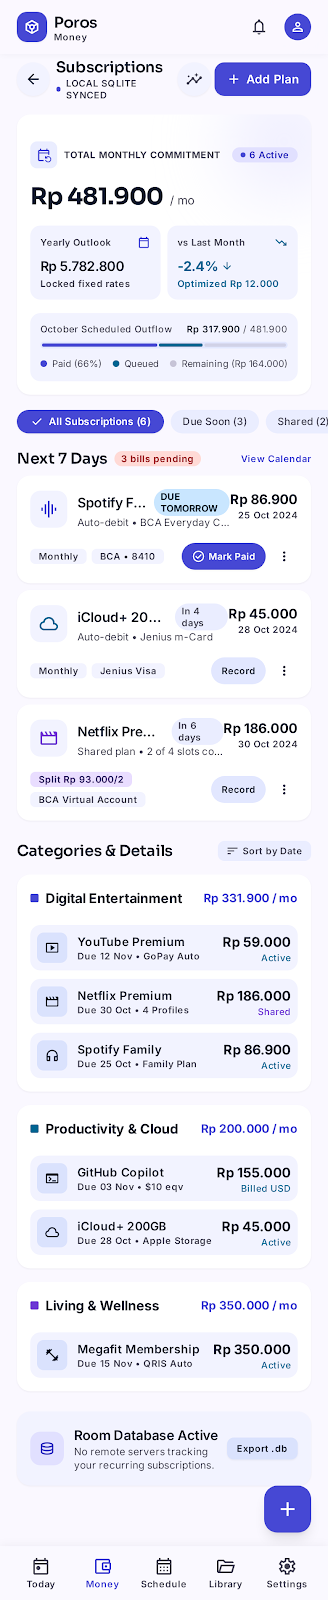 Poros
Money
Subscriptions
• LOCAL SQLITE
SYNCED
+ Add Plan
TOTAL MONTHLY COMMITMENT
• 6 Active
Rp 481.900 / mo
Yearly Outlook
Rp 5.782.800
Locked fixed rates
vs Last Month
-2.4% ↓
Optimized Rp 12.000
October Scheduled Outflow
Rp 317.900 / 481.900
Paid (66%)
Queued
Remaining (Rp 164.000)
All Subscriptions (6)
Due Soon (3)
Shared (2)
Next 7 Days
3 bills pending
View Calendar
Spotify F...
DUE
TOMORROW
Rp 86.900
Auto-debit • BCA Everyday C...
25 Oct 2024
Monthly
BCA • 8410
Mark Paid
iCloud+ 20...
In 4
days
Rp 45.000
Auto-debit • Jenius m-Card
28 Oct 2024
Monthly
Jenius Visa
Record
Netflix Pre...
In 6
days
Rp 186.000
Shared plan • 2 of 4 slots co...
30 Oct 2024
Split Rp 93.000/2
BCA Virtual Account
Record
Categories & Details
Sort by Date
Digital Entertainment
Rp 331.900 / mo
YouTube Premium
Rp 59.000
Due 12 Nov • GoPay Auto
Active
Netflix Premium
Rp 186.000
Due 30 Oct • 4 Profiles
Shared
Spotify Family
Rp 86.900
Due 25 Oct • Family Plan
Active
Productivity & Cloud
Rp 200.000 / mo
GitHub Copilot
Rp 155.000
Due 03 Nov • $10 eqv
Billed USD
iCloud+ 200GB
Rp 45.000
Due 28 Oct • Apple Storage
Active
Living & Wellness
Rp 350.000 / mo
Megafit Membership
Rp 350.000
Due 15 Nov • QRIS Auto
Active
Room Database Active
No remote servers tracking
your recurring subscriptions.
Export .db
+
Today
Money
Schedule
Library
Settings